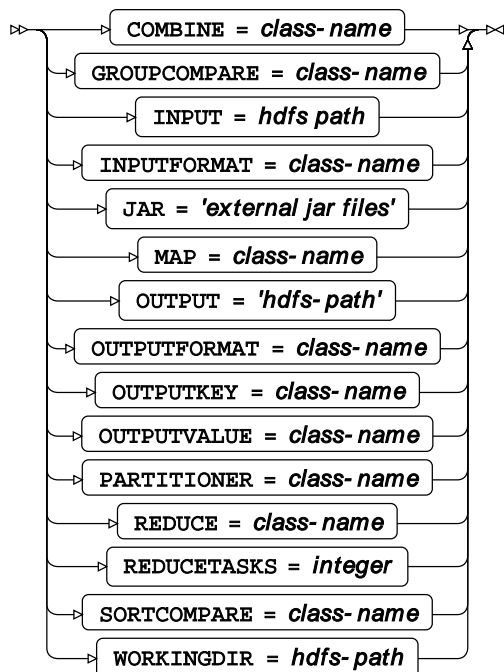 COMBINE = class-name
GROUPCOMPARE = class-name
INPUT = hdfs path
INPUTFORMAT = class-name
JAR = 'external jar files'
MAP = class-name
OUTPUT = 'hdfs-path'
OUTPUTFORMAT = class-name
OUTPUTKEY = class-name
OUTPUTVALUE = class-name
PARTITIONER = class-name
REDUCE = class-name
REDUCETASKS = integer
SORTCOMPARE = class-name
WORKINGDIR = hdfs-path